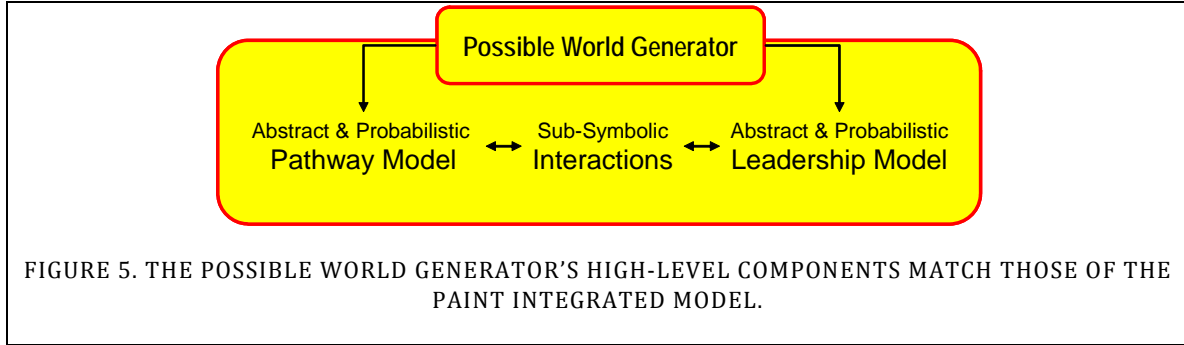 Possible World Generator
Abstract & Probabilistic
Pathway Model
Sub-Symbolic
Interactions
Abstract & Probabilistic
Leadership Model
FIGURE 5. THE POSSIBLE WORLD GENERATOR'S HIGH-LEVEL COMPONENTS MATCH THOSE OF THE
PAINT INTEGRATED MODEL.